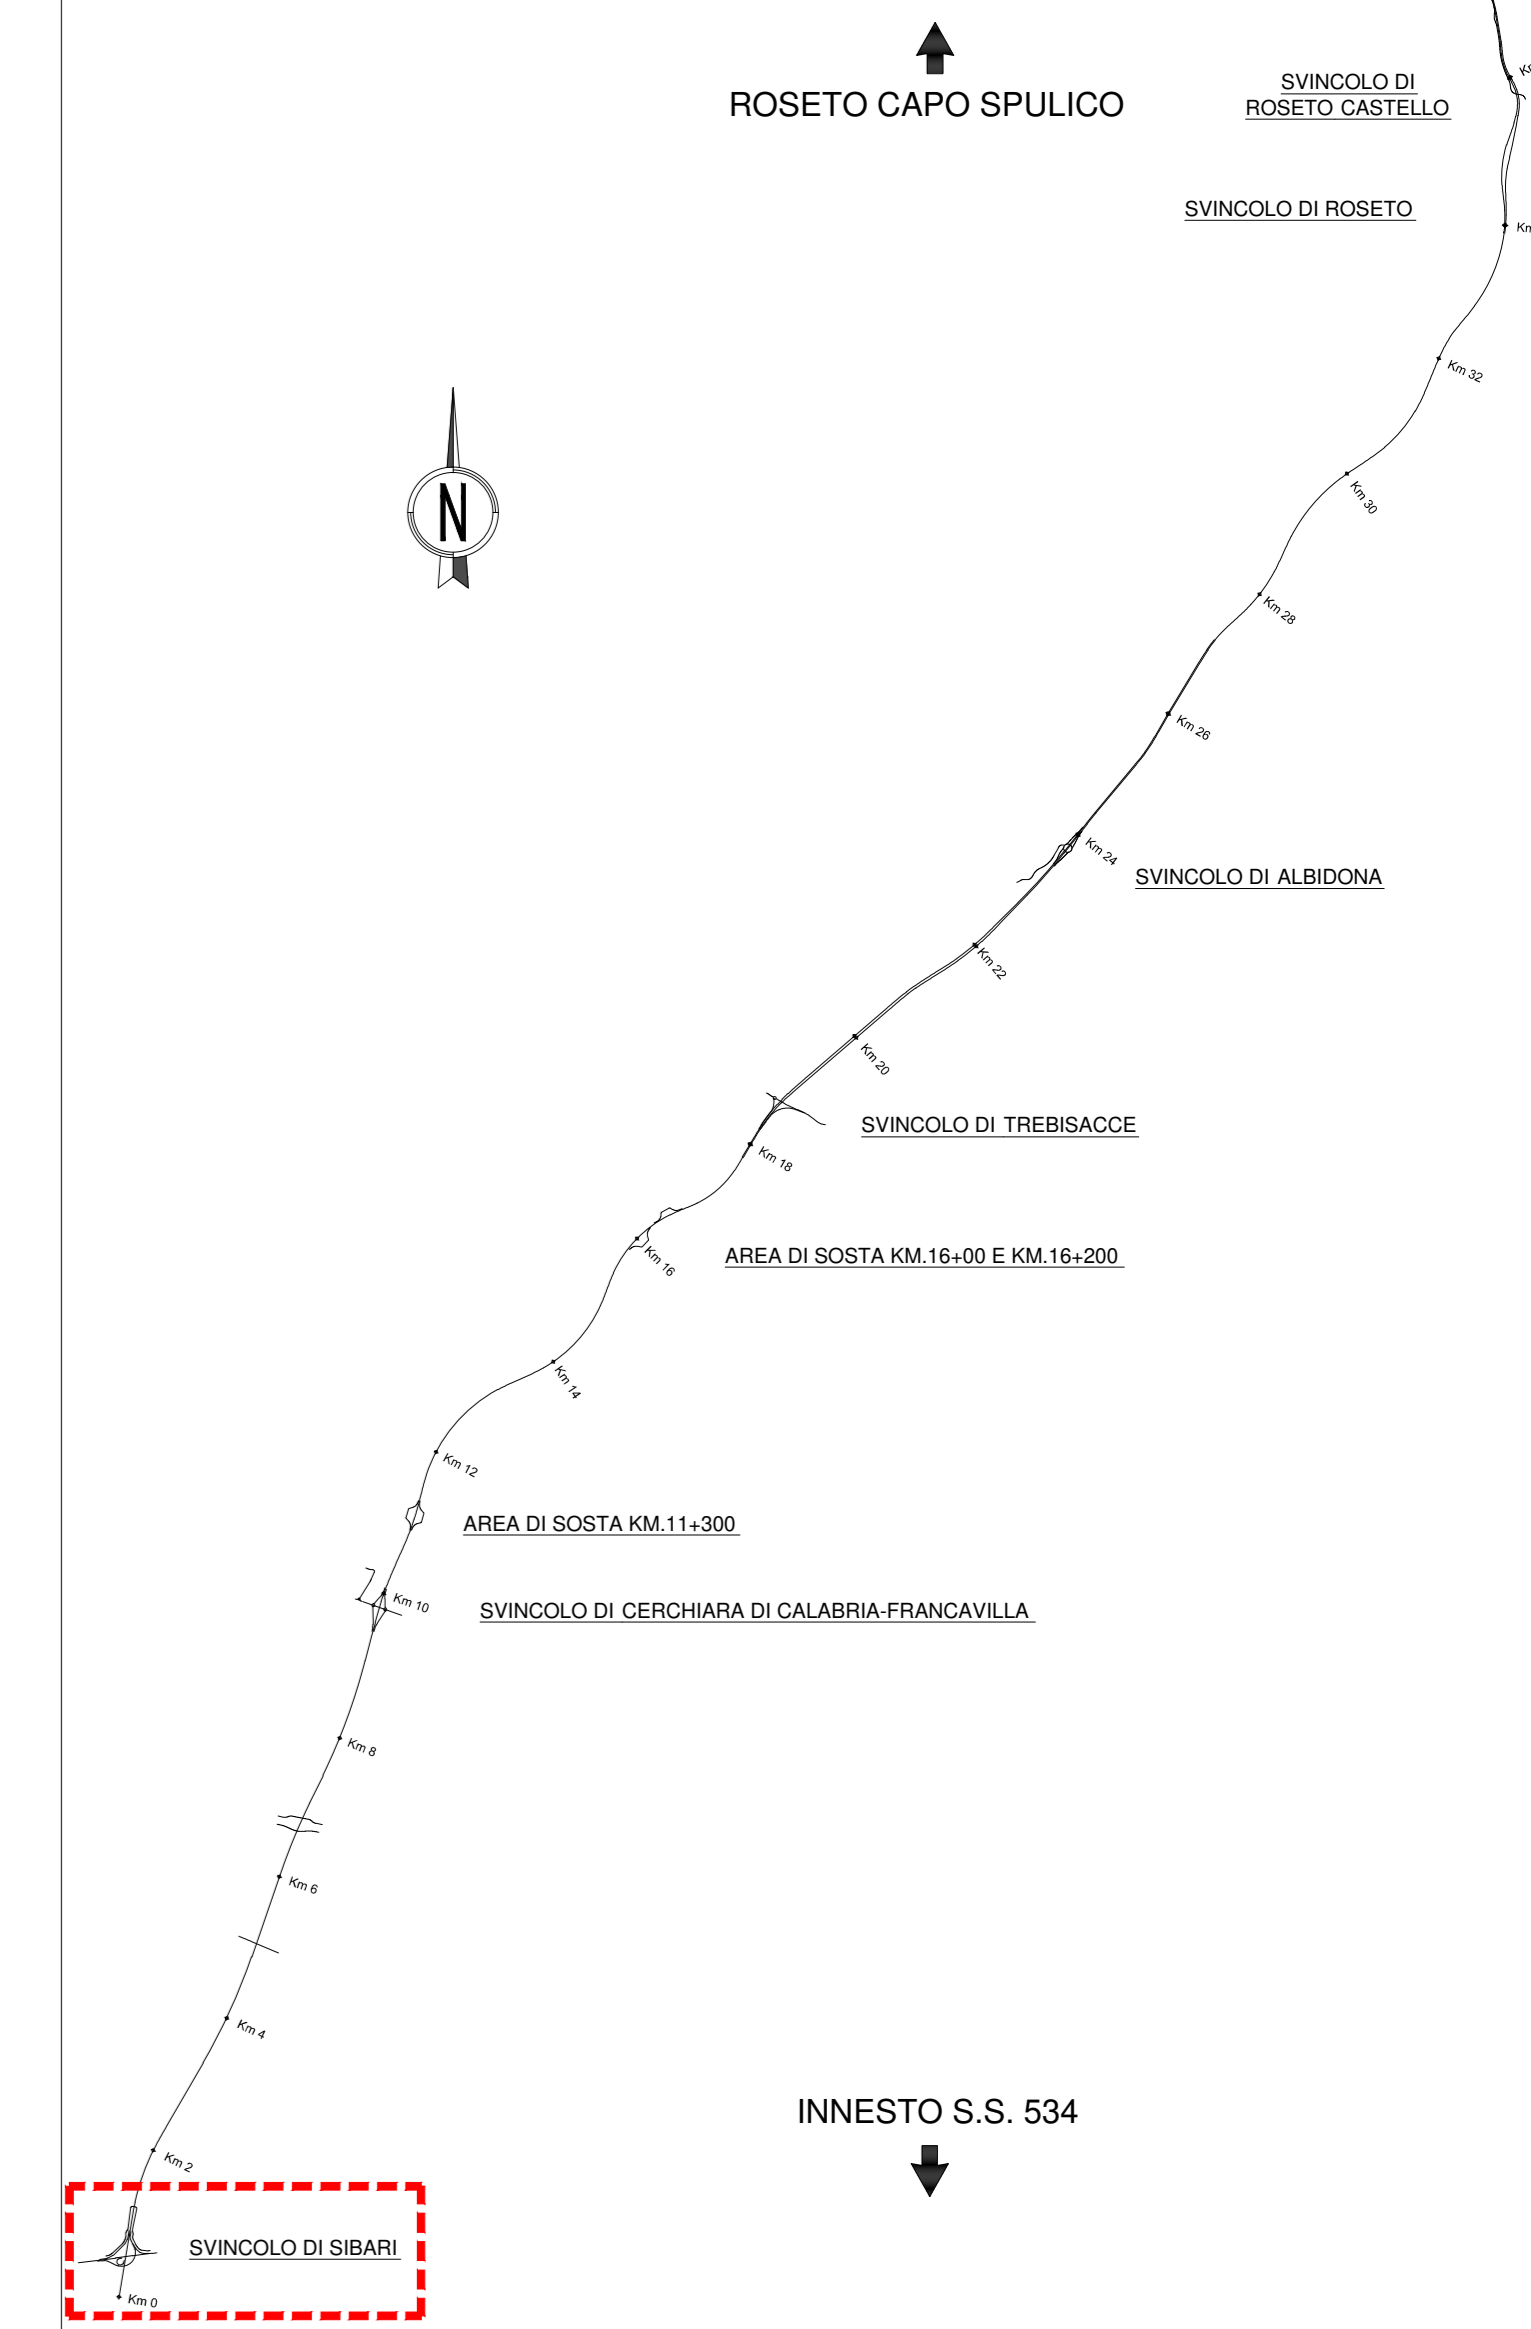 ROSETO CAPO SPULICO
SVINCOLO DI
ROSETO CASTELLO
SVINCOLO DI ROSETO
Km 32
Km 30
N
Km 28
Km 26
Km 24
SVINCOLO DI ALBIDONA
Km 22
Km 20
SVINCOLO DI TREBISACCE
Km 18
AREA DI SOSTA KM.16+00 E KM.16+200
Km 16
Km 14
Km 12
AREA DI SOSTA KM.11+300
Km 10
SVINCOLO DI CERCHIARA DI CALABRIA-FRANCAVILLA
Km 8
Km 6
Km 4
INNESTO S.S. 534
Km 2
SVINCOLO DI SIBARI
Km 0